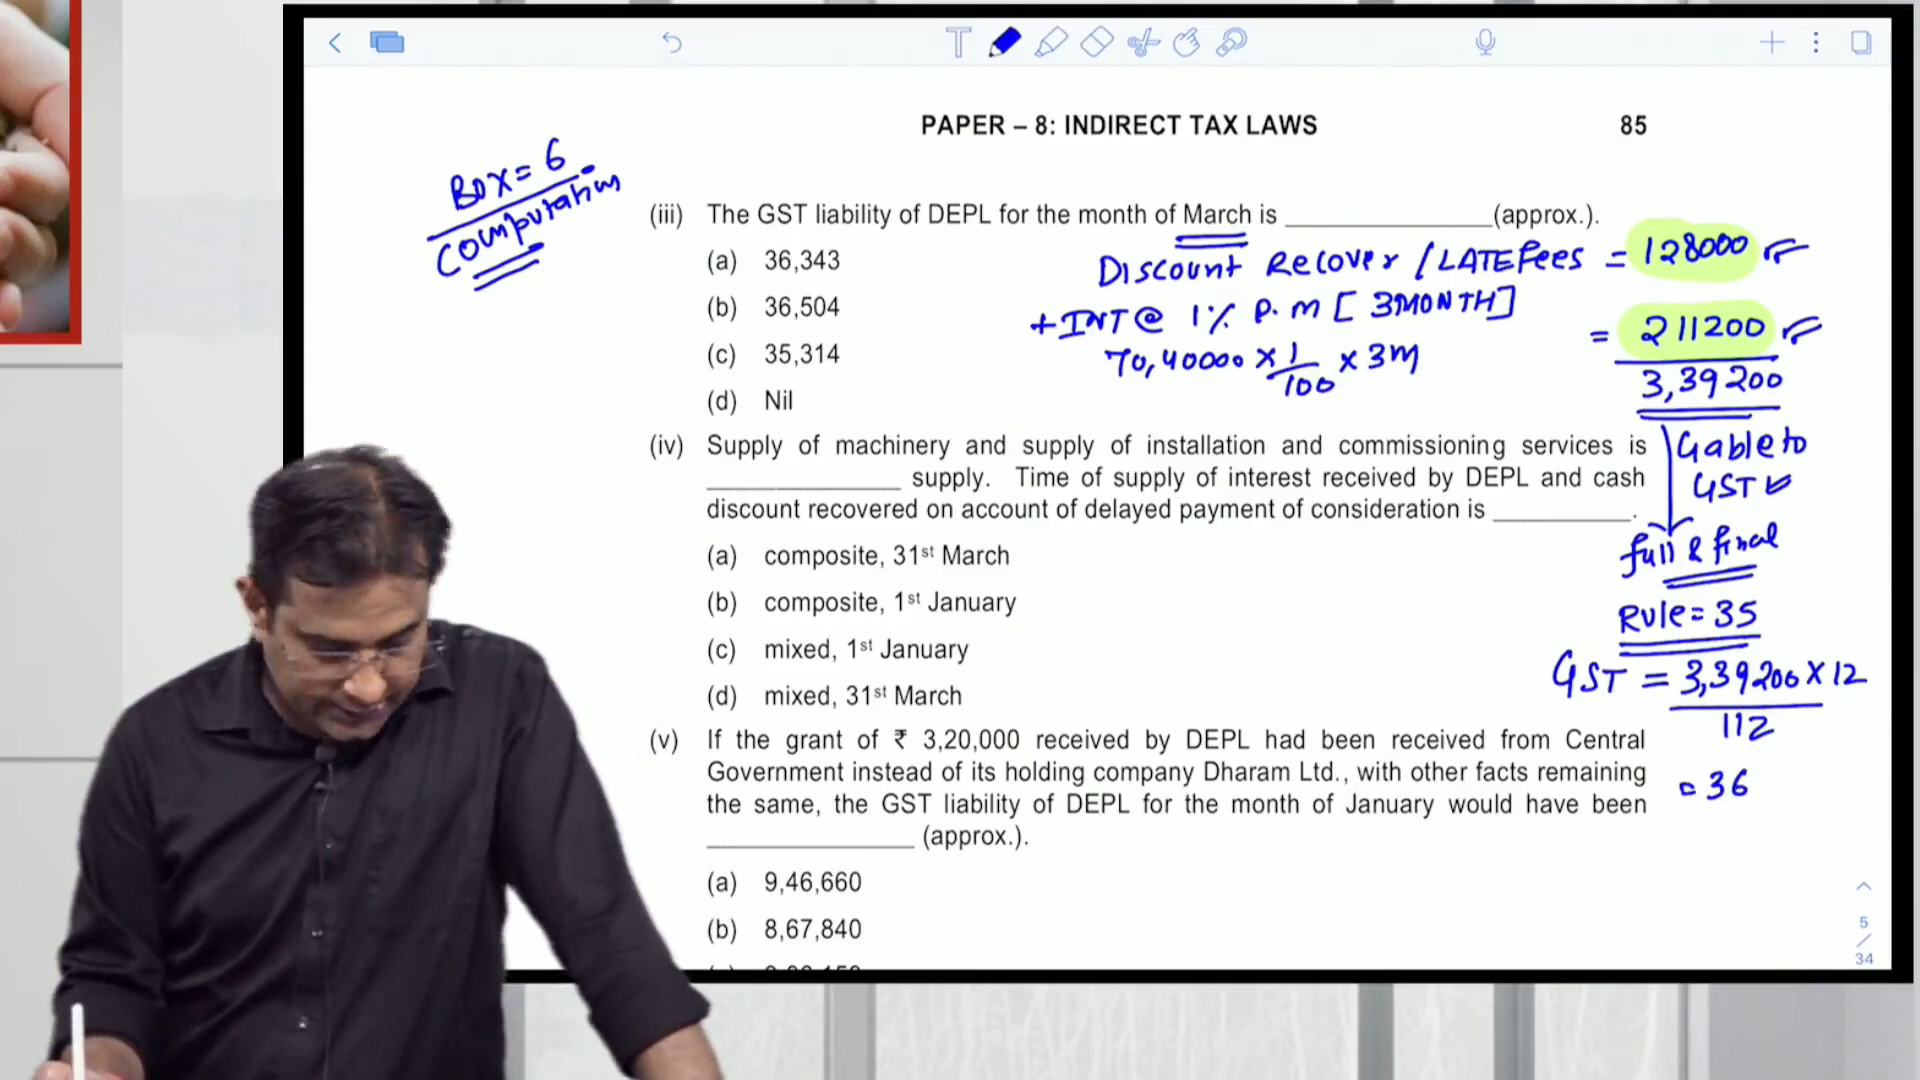 PAPER – 8: INDIRECT TAX LAWS 85
BOX = 6
Computation
(iii) The GST liability of DEPL for the month of March is ______________(approx.).
(a) 36,343
(b) 36,504
(c) 35,314
(d) Nil
Discount Recover / LATE Fees = 128000
+ INT @ 1% P.m [ 3 MONTH]
= 211200
70,40000 × 1/100 × 3m
3,39200
Gable to
GST
full & final
Rule = 35
GST = 3,39200 X 12
112
= 36
(iv) Supply of machinery and supply of installation and commissioning services is
______________ supply. Time of supply of interest received by DEPL and cash
discount recovered on account of delayed payment of consideration is __________.
(a) composite, 31st March
(b) composite, 1st January
(c) mixed, 1st January
(d) mixed, 31st March
(v) If the grant of ₹ 3,20,000 received by DEPL had been received from Central
Government instead of its holding company Dharam Ltd., with other facts remaining
the same, the GST liability of DEPL for the month of January would have been
_______________ (approx.).
(a) 9,46,660
(b) 8,67,840
5
/
34